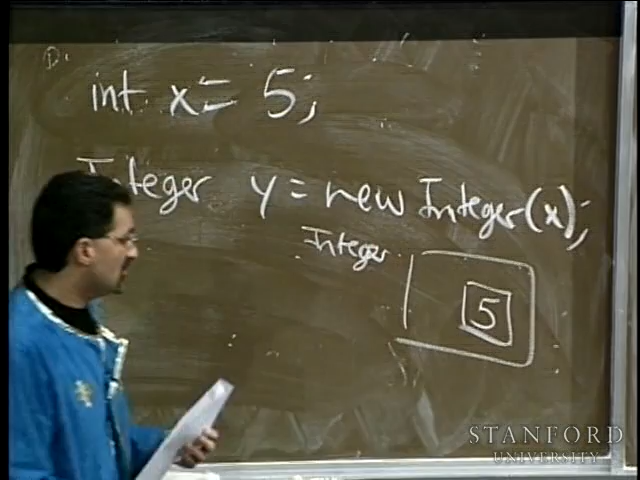 int x = 5;
Integer y = new Integer(x);
Integer
5
STANFORD
UNIVERSITY